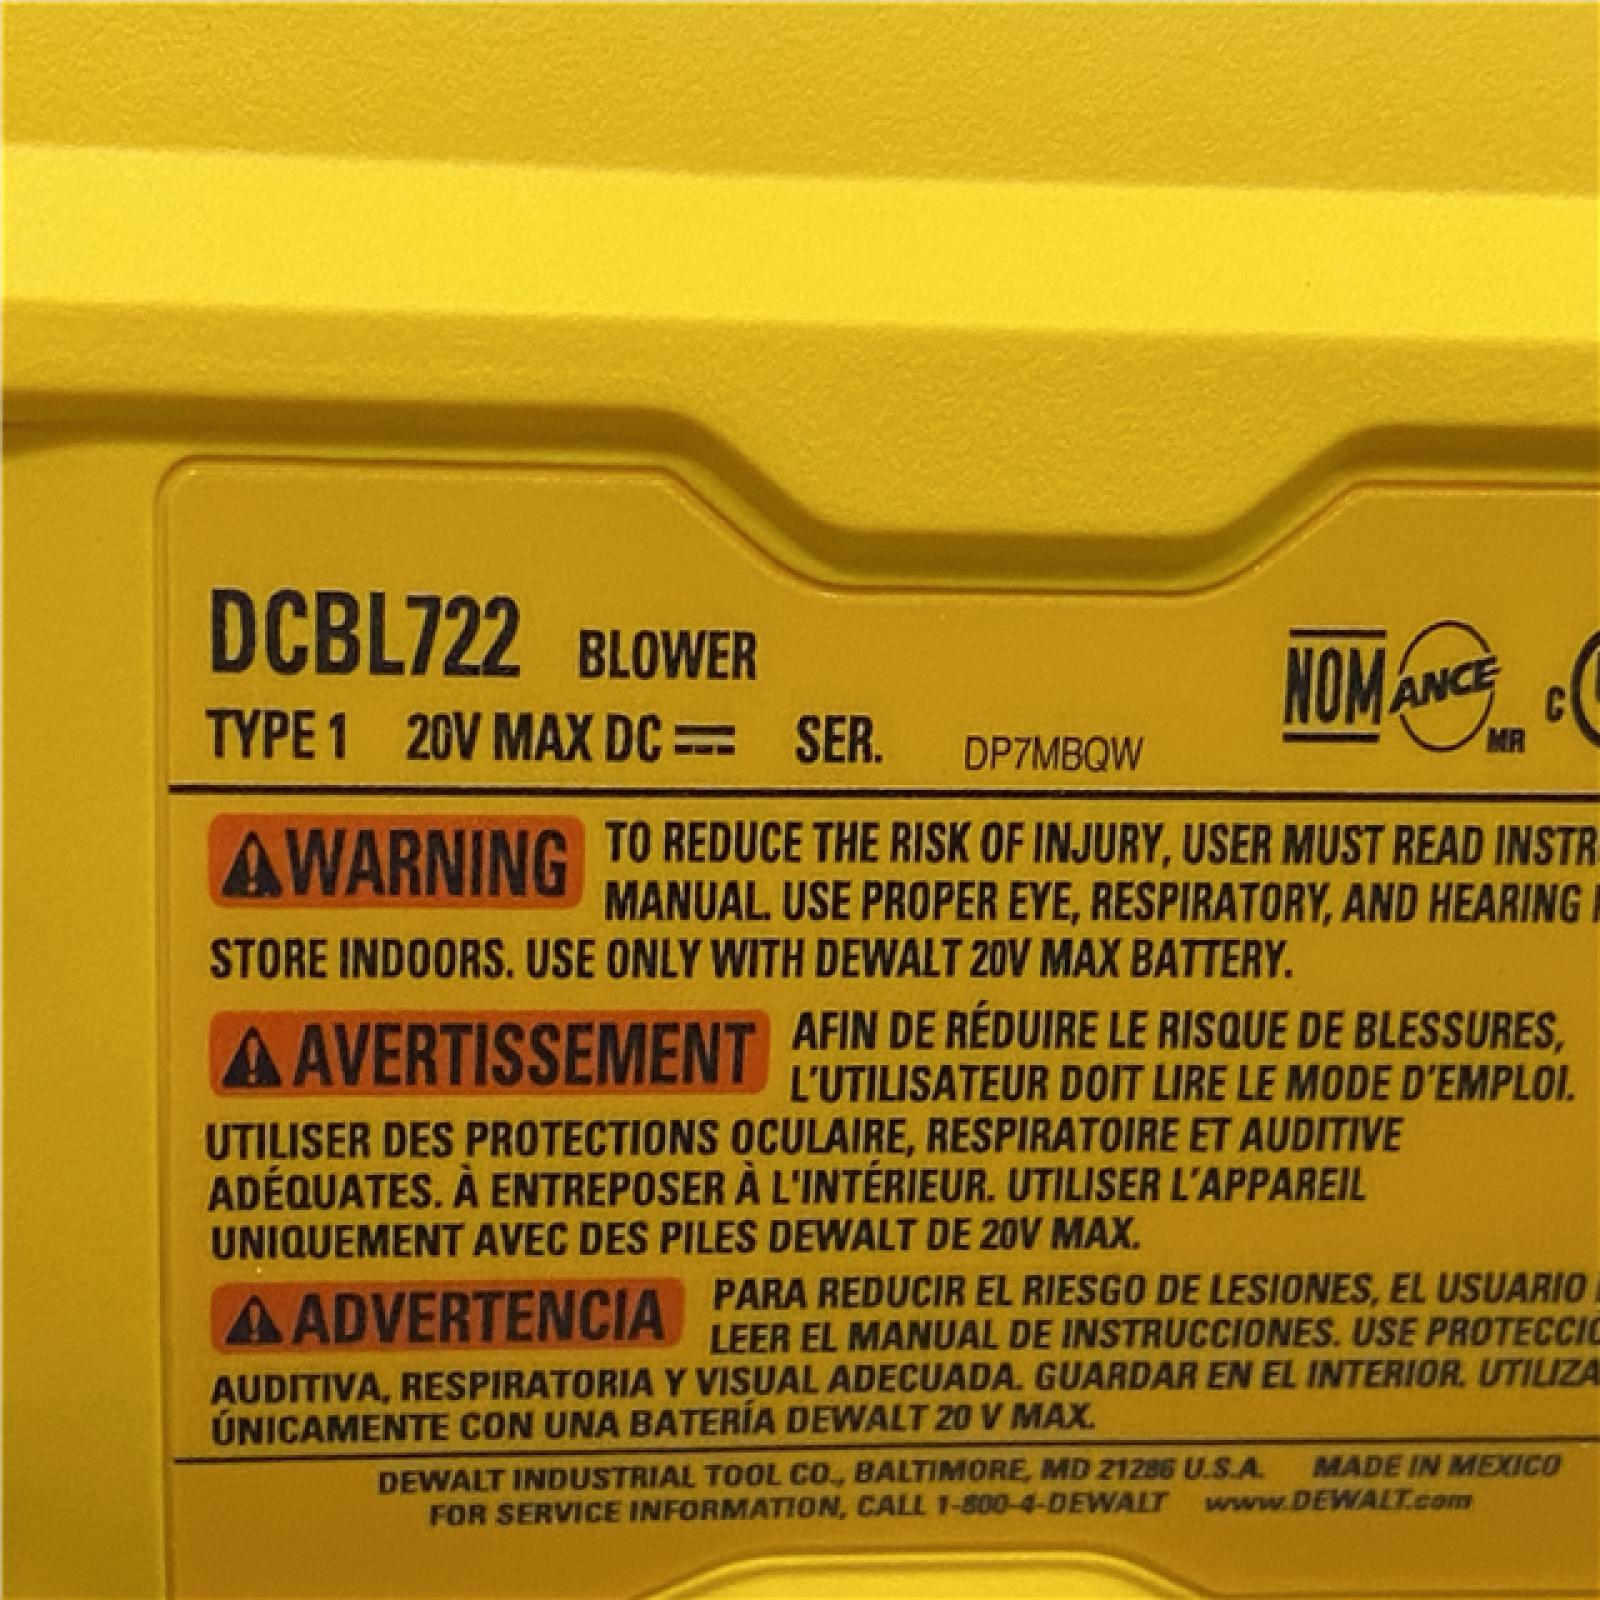 DCBL722 BLOWER
TYPE 1 20V MAX DC SER. DP7MBQW
NOM ANCE MR C
WARNING TO REDUCE THE RISK OF INJURY, USER MUST READ
MANUAL. USE PROPER EYE, RESPIRATORY, AND HEARING
STORE INDOORS. USE ONLY WITH DEWALT 20V MAX BATTERY.
AVERTISSEMENT AFIN DE RÉDUIRE LE RISQUE DE BLESSURES,
L'UTILISATEUR DOIT LIRE LE MODE D'EMPLOI.
UTILISER DES PROTECTIONS OCULAIRE, RESPIRATOIRE ET AUDITIVE
ADÉQUATES. À ENTREPOSER À L'INTÉRIEUR. UTILISER L'APPAREIL
UNIQUEMENT AVEC DES PILES DEWALT DE 20V MAX.
ADVERTENCIA PARA REDUCIR EL RIESGO DE LESIONES, EL USUARIO
LEER EL MANUAL DE INSTRUCCIONES. USE
AUDITIVA, RESPIRATORIA Y VISUAL ADECUADA. GUARDAR EN EL INTERIOR.
ÚNICAMENTE CON UNA BATERÍA DEWALT 20 V MAX.
DEWALT INDUSTRIAL TOOL CO., BALTIMORE, MD 21286 U.S.A. MADE IN MEXICO
FOR SERVICE INFORMATION, CALL 1-800-4-DEWALT www.DEWALT.com